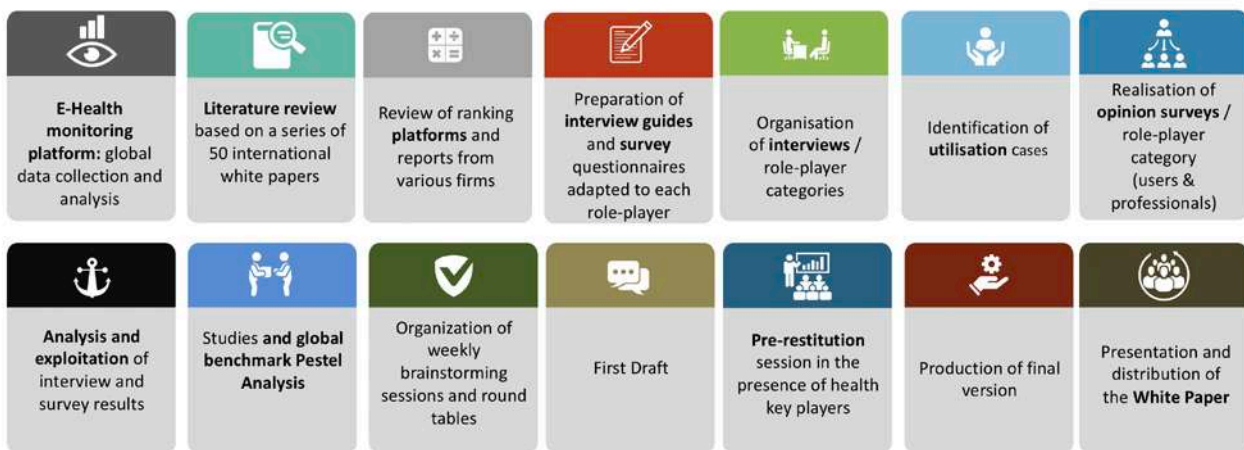 E-Health
monitoring
platform: global
data collection and
analysis
Literature review
based on a series of
50 international
white papers
Review of ranking
platforms and
reports from
various firms
Preparation of
interview guides
and survey
questionnaires
adapted to each
role-player
Organisation
of interviews /
role-player
categories
Identification of
utilisation cases
Realisation of
opinion surveys /
role-player
category
(users &
professionals)
Analysis and
exploitation of
interview and
survey results
Studies and global
benchmark Pestel
Analysis
Organization of
weekly
brainstorming
sessions and round
tables
First Draft
Pre-restitution
session in the
presence of health
key players
Production of final
version
Presentation and
distribution of
the White Paper